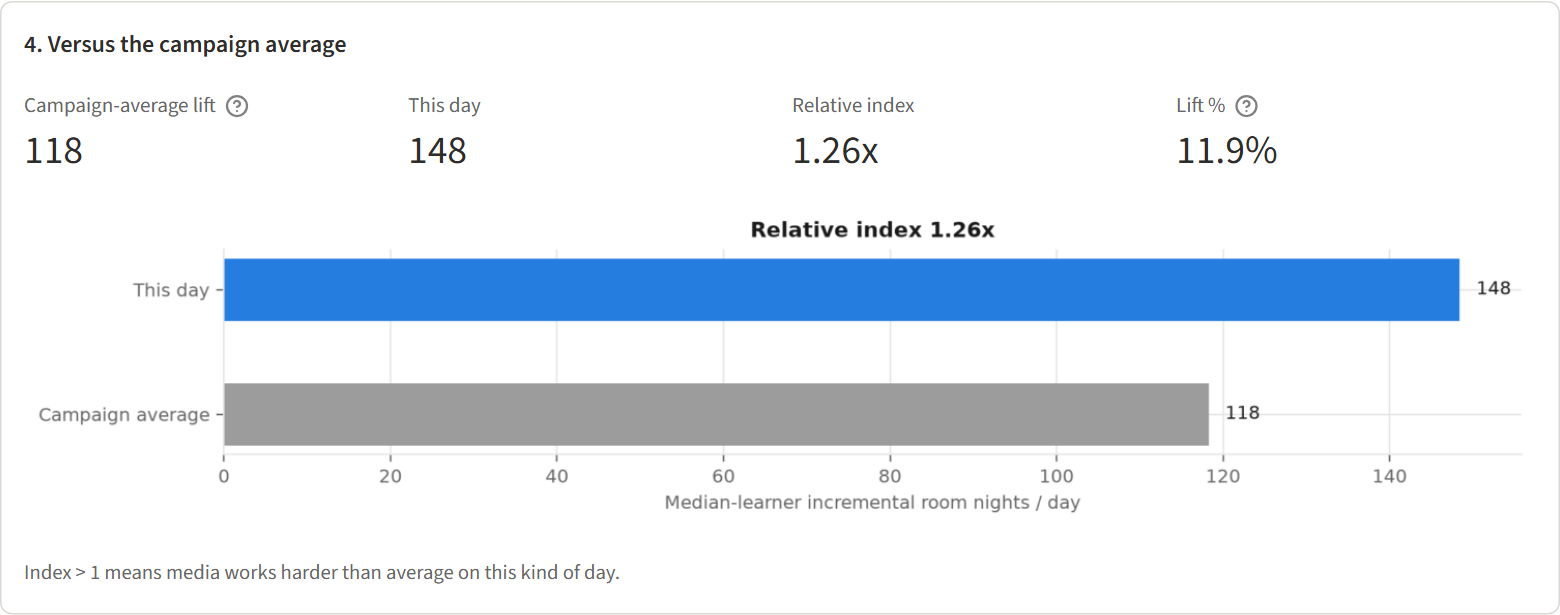 4. Versus the campaign average
Campaign-average lift ?
This day
Relative index
Lift % ?
118
148
1.26x
11.9%
Relative index 1.26x
This day
148
Campaign average
118
0 20 40 60 80 100 120 140
Median-learner incremental room nights / day
Index > 1 means media works harder than average on this kind of day.